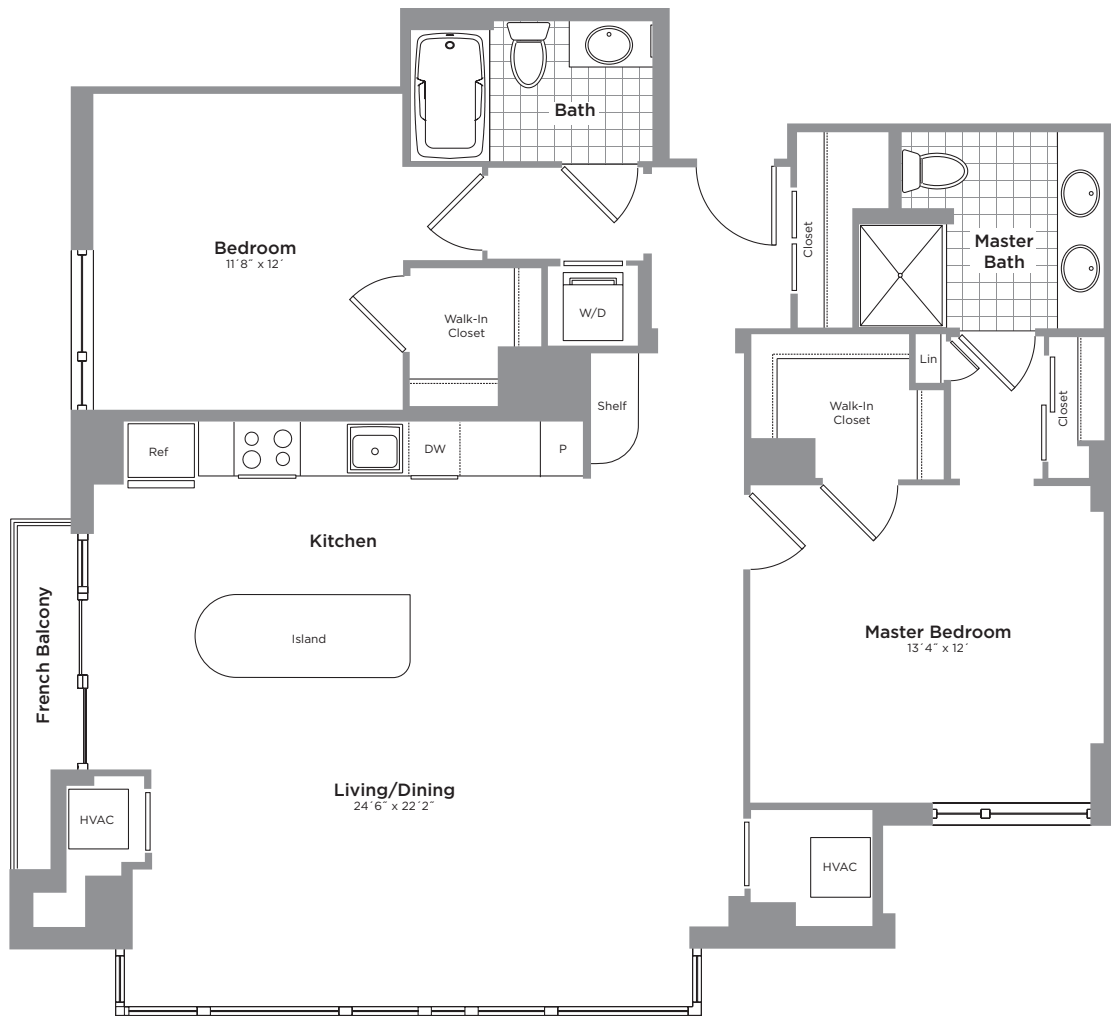 Bath
Closet
Master
Bath
Bedroom
11´8˝ x 12´
Walk-In
Closet
W/D
Lin
Shelf
Walk-In
Closet
Closet
Ref
DW
P
Kitchen
French Balcony
Island
Master Bedroom
13´4˝ x 12´
Living/Dining
24´6˝ x 22´2˝
HVAC
HVAC